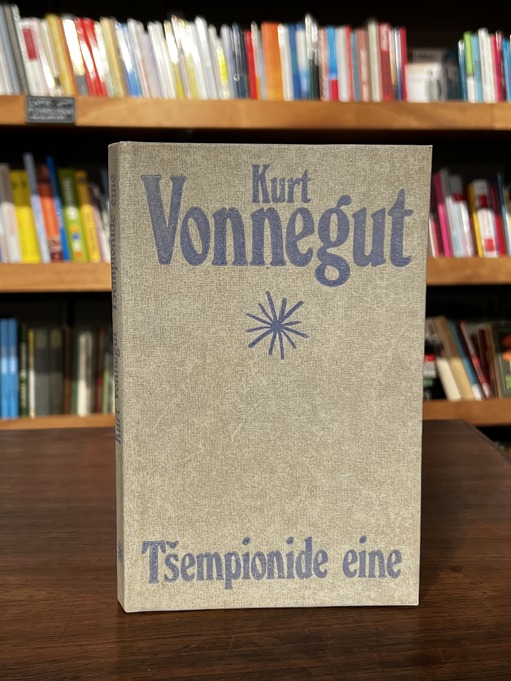 Kurt
Vonnegut
Tšempionide eine